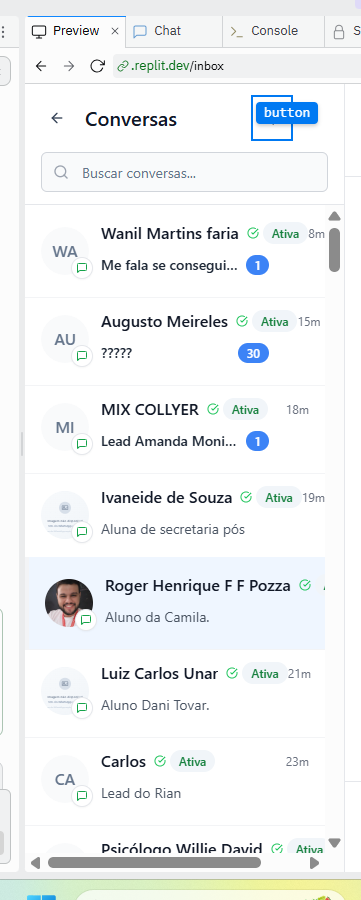 Preview
Chat
Console
.replit.dev/inbox
Conversas
button
Buscar conversas...
WA
Wanil Martins faria
Ativa
8m
Me fala se consegui...
1
AU
Augusto Meireles
Ativa
15m
?????
30
MI
MIX COLLYER
Ativa
18m
Lead Amanda Moni...
1
Ivaneide de Souza
Ativa
19m
Aluna de secretaria pós
Roger Henrique F F Pozza
Aluno da Camila.
Luiz Carlos Unar
Ativa
21m
Aluno Dani Tovar.
CA
Carlos
Ativa
23m
Lead do Rian
Psicólogo Willie David
Ativa